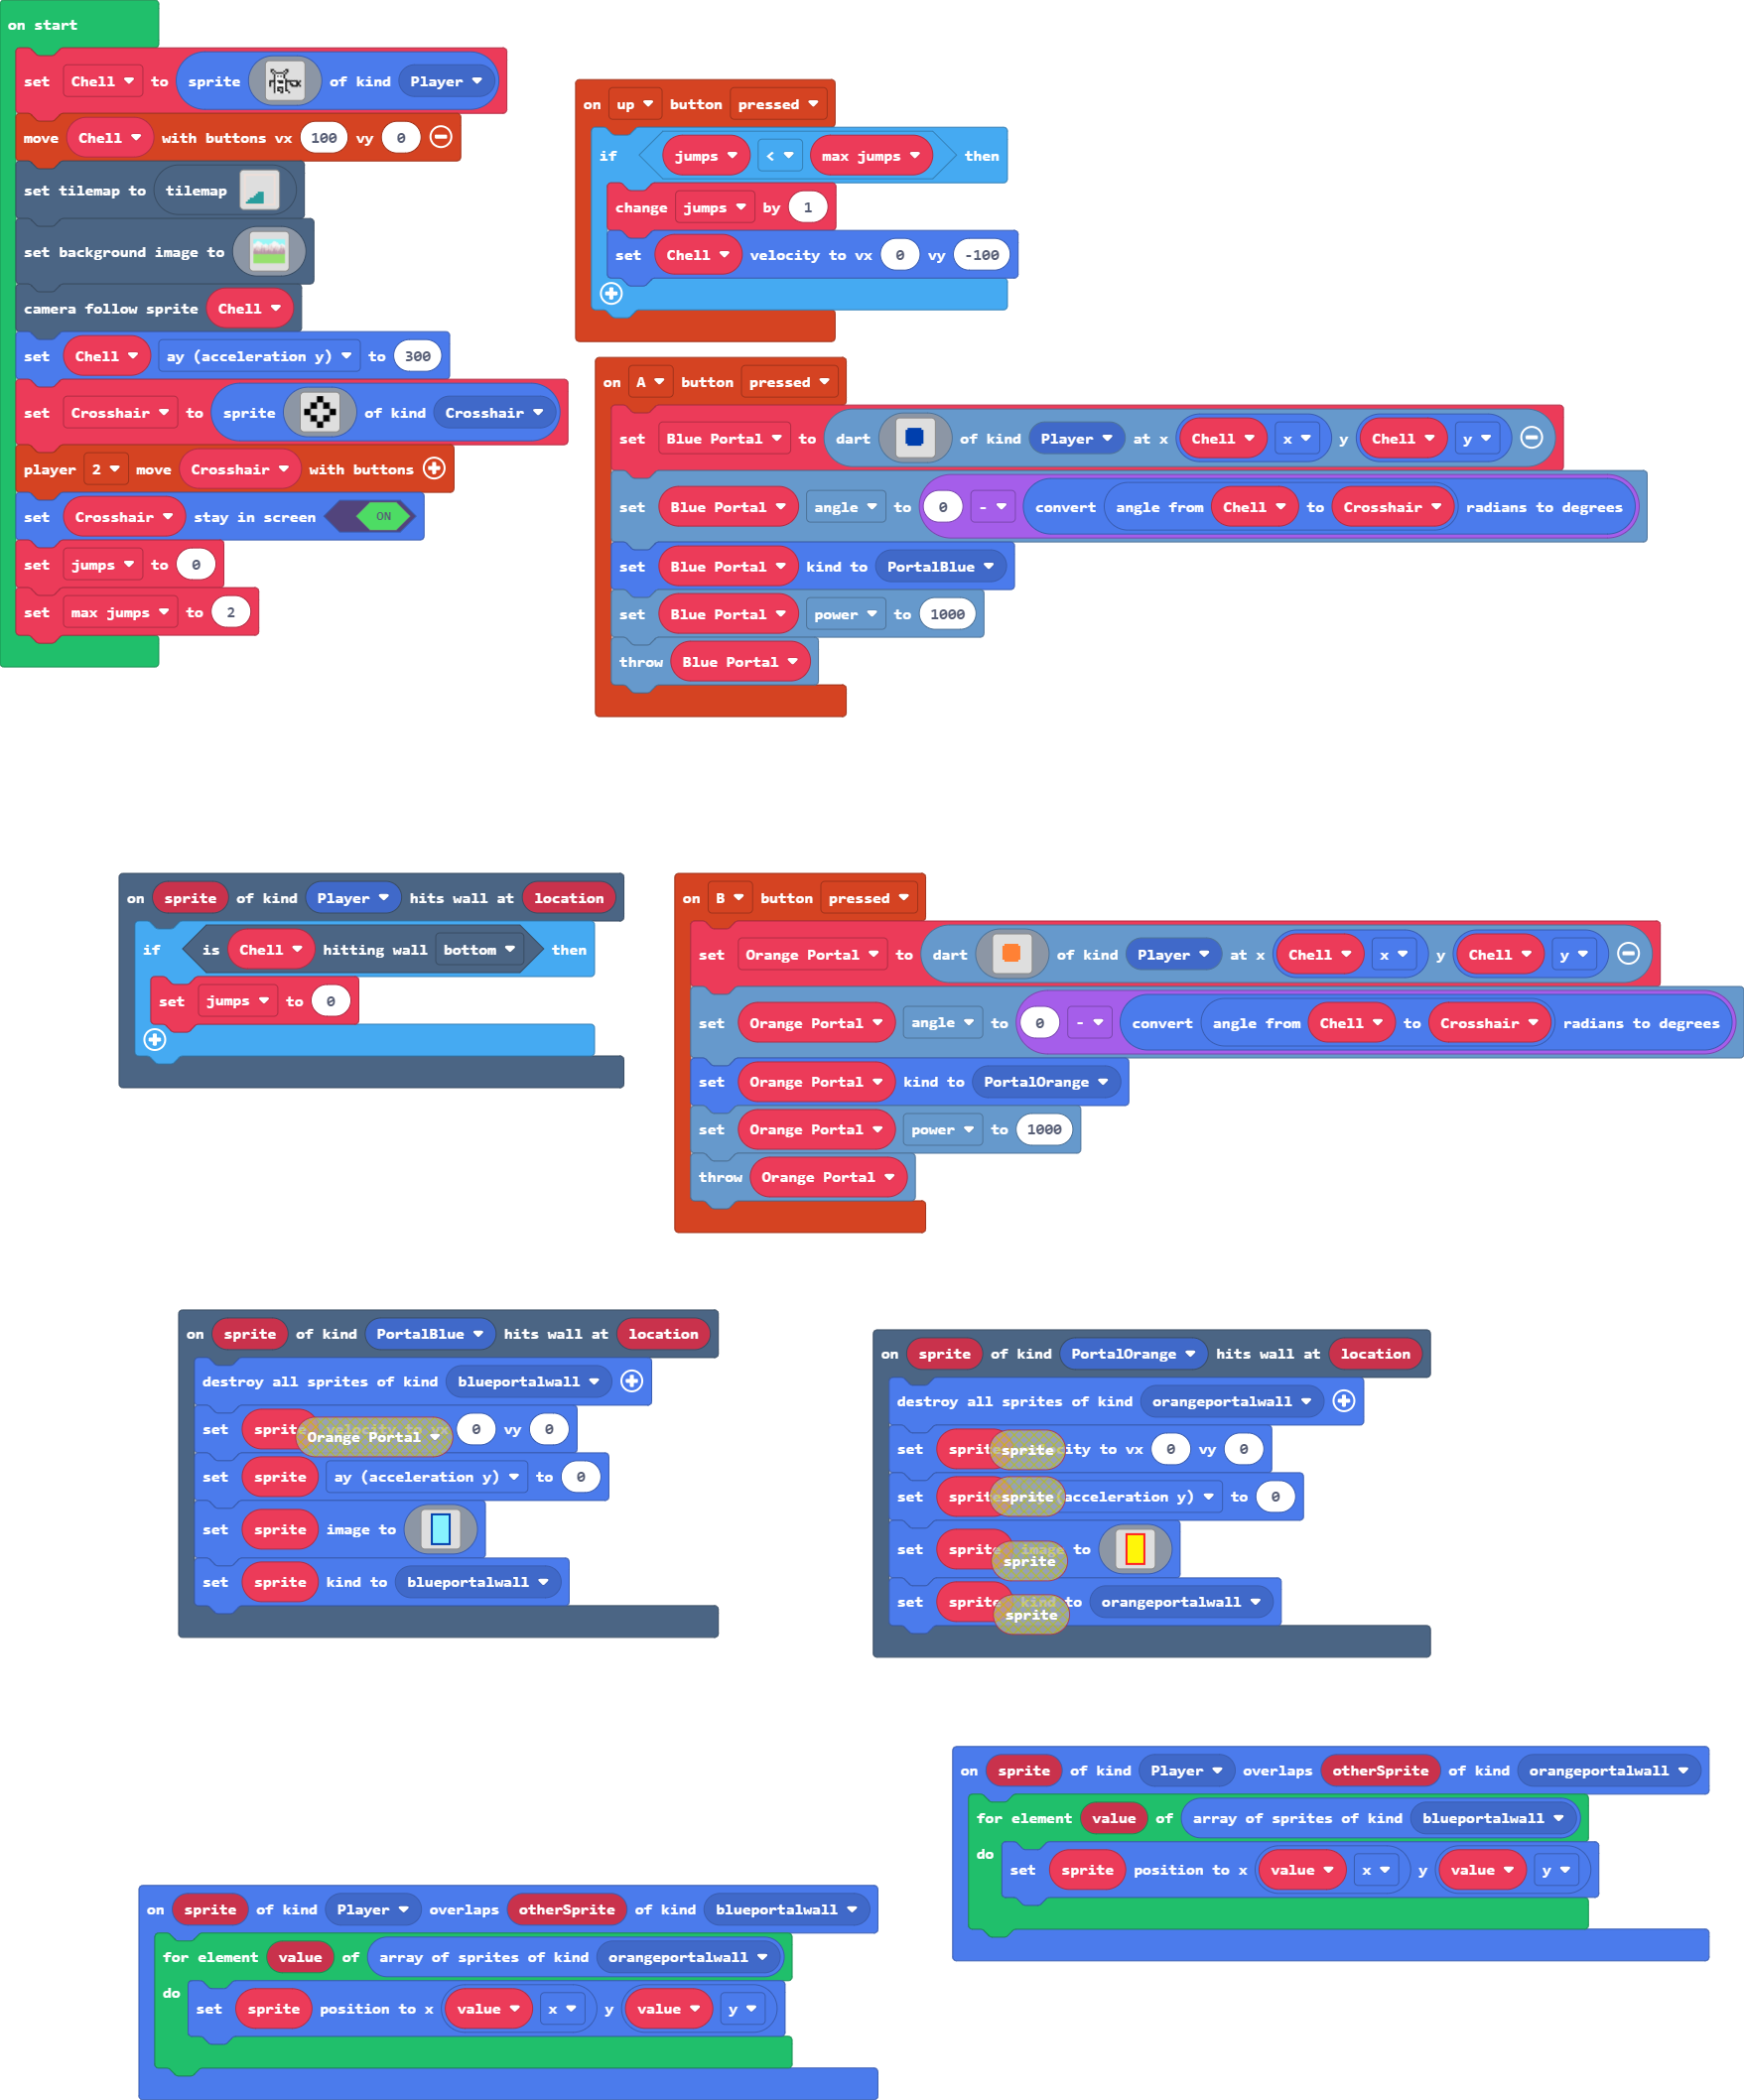 on start
set Chell to sprite of kind Player
move Chell with buttons vx 100 vy 0
set tilemap to tilemap
set background image to
camera follow sprite Chell
set Chell ay (acceleration y) to 300
set Crosshair to sprite of kind Crosshair
player 2 move Crosshair with buttons
set Crosshair stay in screen ON
set jumps to 0
set max jumps to 2
on up button pressed
if jumps < max jumps then
change jumps by 1
set Chell velocity to vx 0 vy -100
on A button pressed
set Blue Portal to dart of kind Player at x Chell x y Chell y
set Blue Portal angle to 0 - convert angle from Chell to Crosshair radians to degrees
set Blue Portal kind to PortalBlue
set Blue Portal power to 1000
throw Blue Portal
on sprite of kind Player hits wall at location
if is Chell hitting wall bottom then
set jumps to 0
on B button pressed
set Orange Portal to dart of kind Player at x Chell x y Chell y
set Orange Portal angle to 0 - convert angle from Chell to Crosshair radians to degrees
set Orange Portal kind to PortalOrange
set Orange Portal power to 1000
throw Orange Portal
on sprite of kind PortalBlue hits wall at location
destroy all sprites of kind blueportalwall
set sprite velocity to vx 0 vy 0
Orange Portal
set sprite ay (acceleration y) to 0
set sprite image to
set sprite kind to blueportalwall
on sprite of kind PortalOrange hits wall at location
destroy all sprites of kind orangeportalwall
set sprite sprite city to vx 0 vy 0
set sprite sprite (acceleration y) to 0
set sprite image to
sprite
set sprite kind to orangeportalwall
sprite
on sprite of kind Player overlaps otherSprite of kind orangeportalwall
for element value of array of sprites of kind blueportalwall
do
set sprite position to x value x y value y
on sprite of kind Player overlaps otherSprite of kind blueportalwall
for element value of array of sprites of kind orangeportalwall
do
set sprite position to x value x y value y